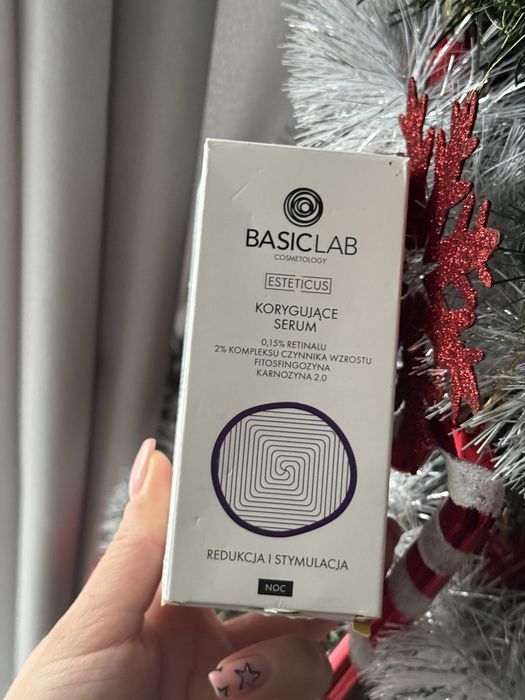 BASICLAB
COSMETOLOGY
ESTETICUS
KORYGUJĄCE
SERUM
0,15% RETINALU
2% KOMPLEKSU CZYNNIKA WZROSTU
FITOSFINGOZYNA
KARNOZYNA 2.0
REDUKCJA I STYMULACJA
NOC